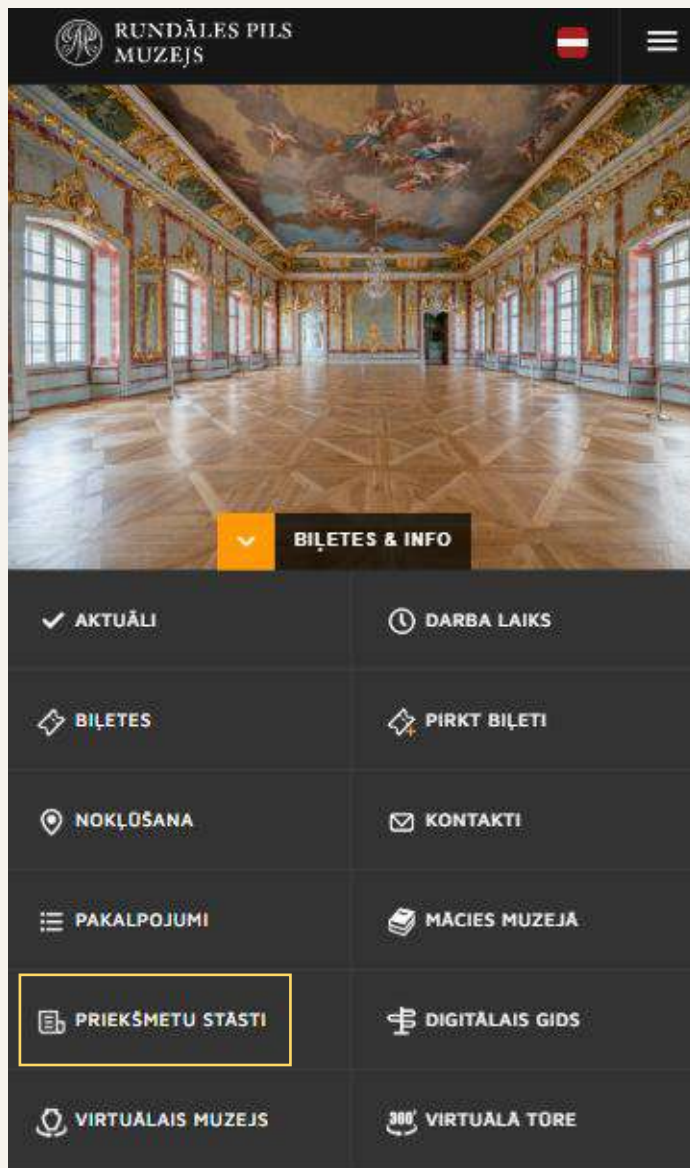 RUNDĀLES PILS
MUZEJS
BIĻETES & INFO
AKTUĀLI
DARBA LAIKS
BIĻETES
PIRKT BIĻETI
NOKĻŪŠANA
KONTAKTI
PAKALPOJUMI
MĀCIES MUZEJĀ
PRIEKŠMETU STĀSTI
DIGITĀLAIS GIDS
VIRTUĀLAIS MUZEJS
360° VIRTUĀLĀ TŪRE